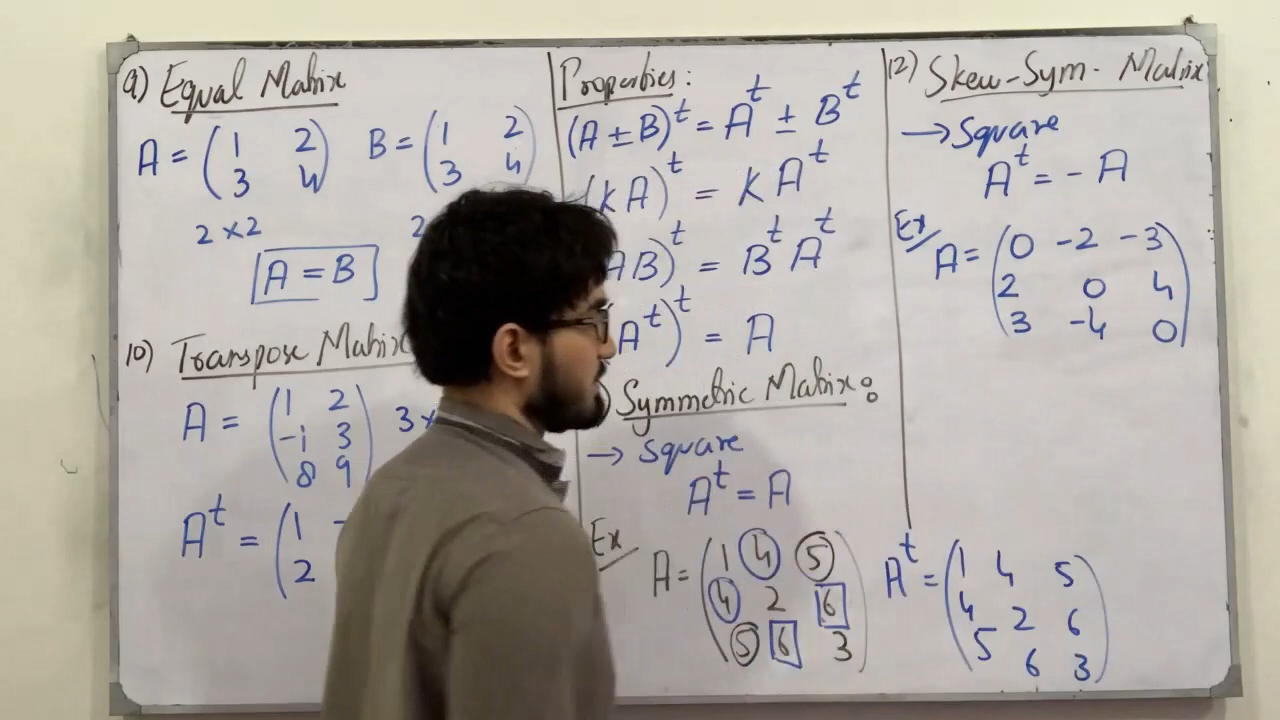 9) Equal Matrix
A = (1 2
3 4) B = (1 2
3 4)
2 x 2 2
A = B
10) Transpose Matrix
A = (1 2
-1 3
8 9) 3 x
A^t = (1 -
2
Properties:
(A ± B)^t = A^t ± B^t
(KA)^t = K A^t
AB)^t = B^t A^t
A^t)^t = A
) Symmetric Matrix:
→ Square
A^t = A
Ex
A = (1 4 5
4 2 6
5 6 3)
A^t = (1 4 5
4 2 6
5 6 3)
12) Skew-Sym. Matrix
→ Square
A^t = - A
Ex
A = (0 -2 -3
2 0 4
3 -4 0)